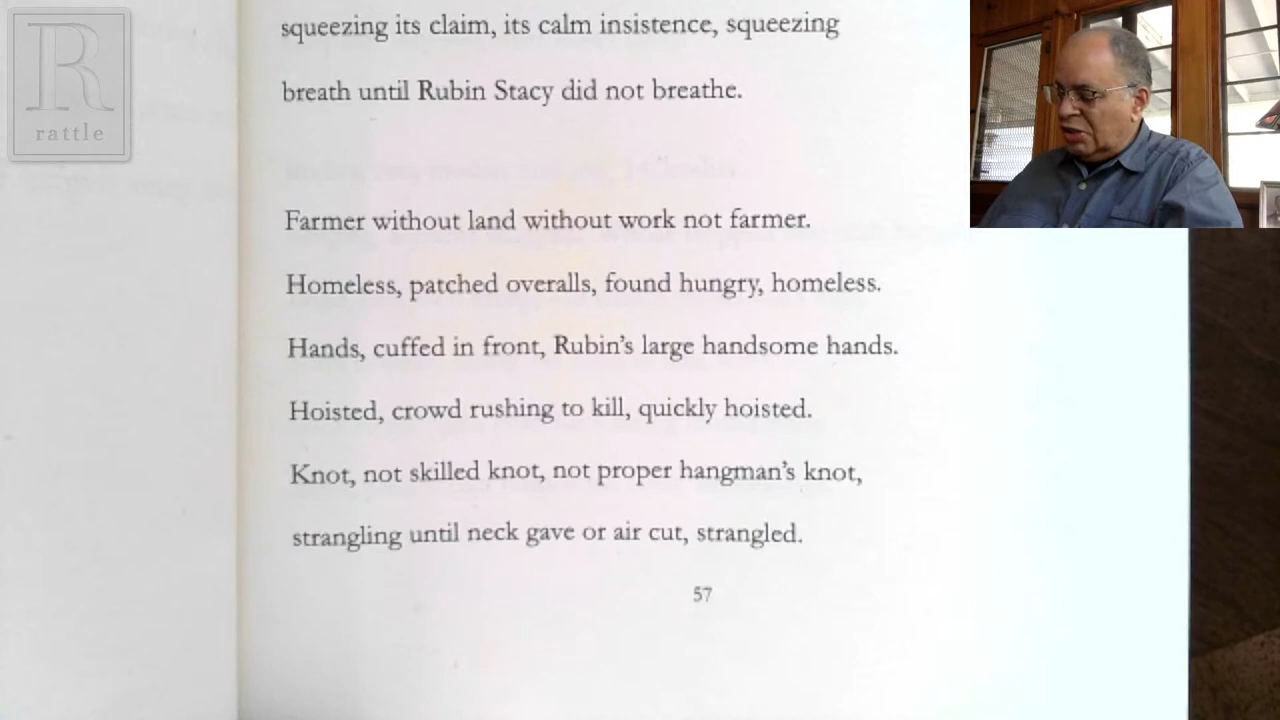 R
rattle
squeezing its claim, its calm insistence, squeezing
breath until Rubin Stacy did not breathe.
Farmer without land without work not farmer.
Homeless, patched overalls, found hungry, homeless.
Hands, cuffed in front, Rubin's large handsome hands.
Hoisted, crowd rushing to kill, quickly hoisted.
Knot, not skilled knot, not proper hangman's knot,
strangling until neck gave or air cut, strangled.
57